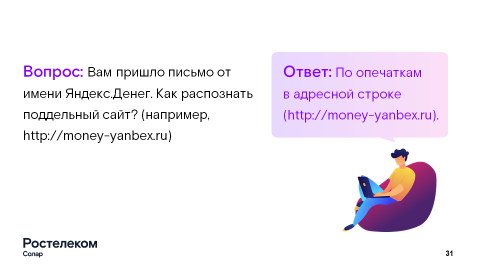 Вопрос: Вам пришло письмо от
имени Яндекс.Денег. Как распознать
поддельный сайт? (например,
http://money-yanbex.ru)
Ответ: По опечаткам
в адресной строке
(http://money-yanbex.ru).
Ростелеком
Солар
31